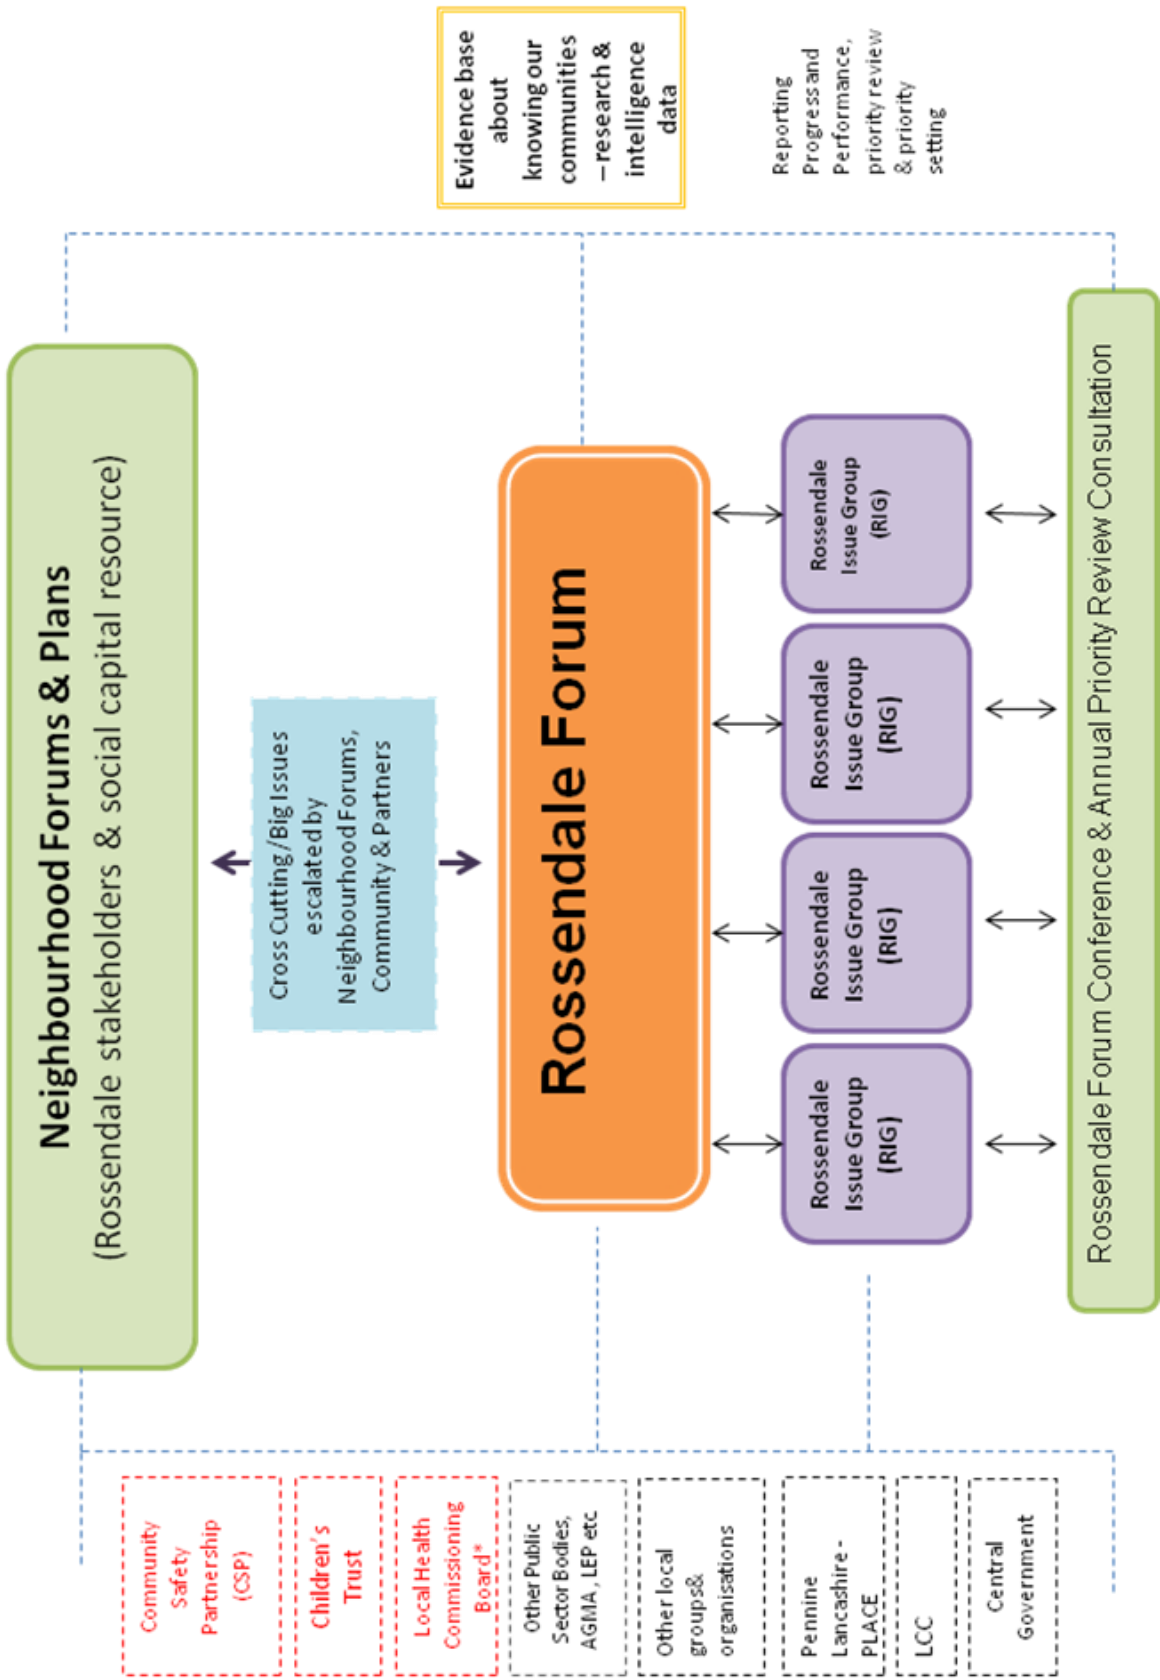 Neighbourhood Forums & Plans
(Rossendale stakeholders & social capital resource)
Community
Safety
Partnership
(CSP)
Children's
Trust
Local Health
Commissioning
Board*
Other Public
Sector Bodies,
AGMA, LEP etc
Other local
groups&
organisations
Pennine
Lancashire -
PLACE
LCC
Central
Government
Cross Cutting/Big Issues
escalated by
Neighbourhood Forums,
Community & Partners
Rossendale Forum
Rossendale
Issue Group
(RIG)
Rossendale
Issue Group
(RIG)
Rossendale
Issue Group
(RIG)
Rossendale
Issue Group
(RIG)
Rossendale Forum Conference & Annual Priority Review Consultation
Evidence base
about
knowing our
communities
–research &
intelligence
data
Reporting
Progress and
Performance,
priority review
& priority
setting